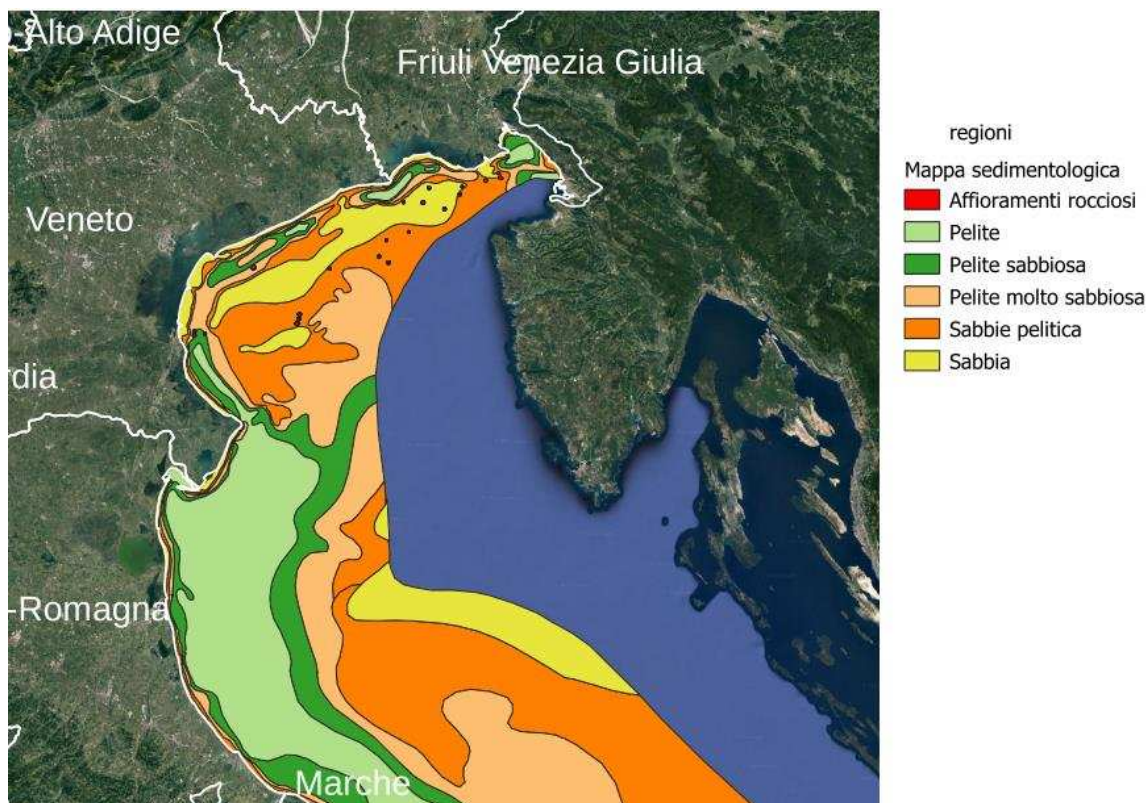 o-Alto Adige
Friuli Venezia Giulia
Veneto
rdia
-Romagna
Marche
regioni
Mappa sedimentologica
Affioramenti rocciosi
Pelite
Pelite sabbiosa
Pelite molto sabbiosa
Sabbie pelitica
Sabbia